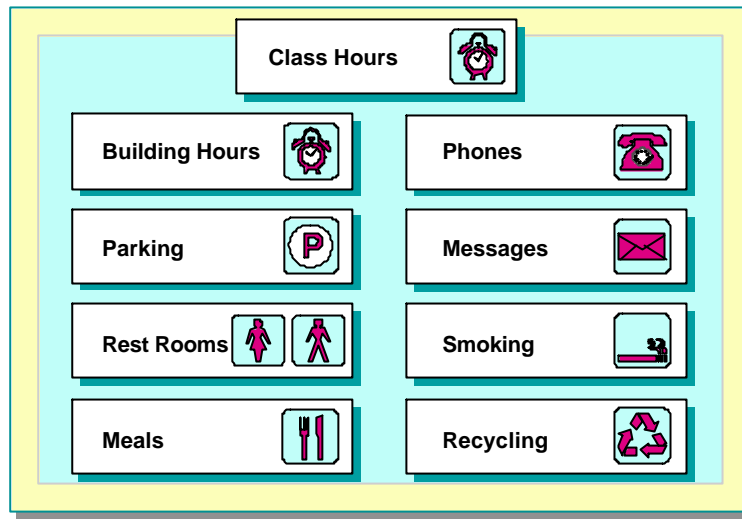 Class Hours
Building Hours
Phones
Parking
P
Messages
Rest Rooms
Smoking
Meals
Recycling